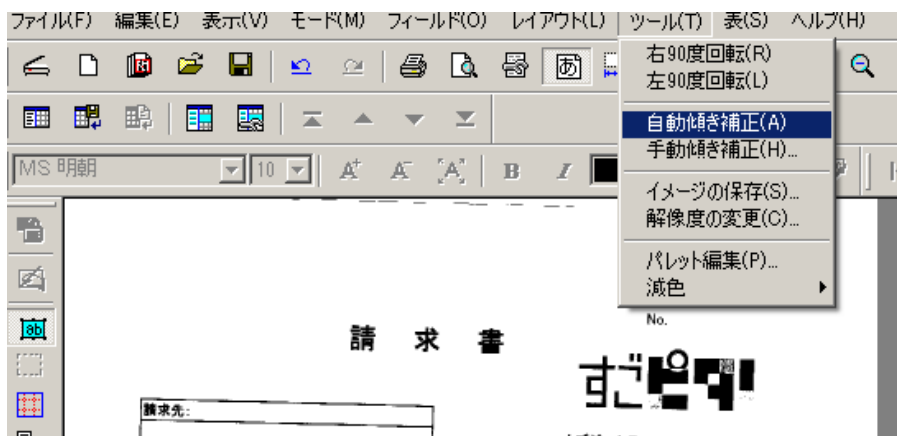 ファイル(F) 編集(E) 表示(V) モード(M) フィールド(O) レイアウト(L) ツール(T) 表(S) ヘルプ(H)
右90度回転(R)
左90度回転(L)
あ
自動傾き補正(A)
手動傾き補正(H)...
MS 明朝 10 A+ A- [A] B I
イメージの保存(S)...
解像度の変更(C)...
パレット編集(P)...
減色
ab
No.
請求書
すごピタ!
請求先: